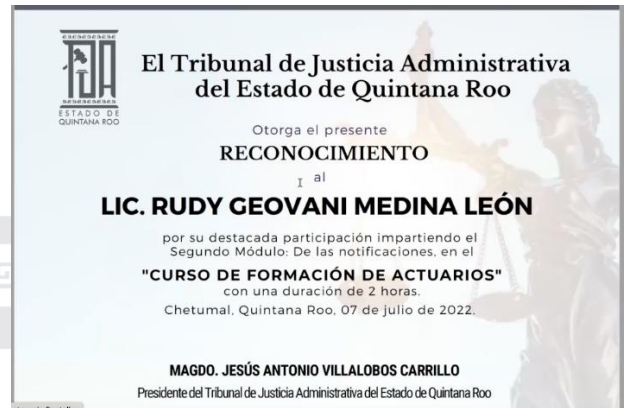 ESTADO DE
QUINTANA ROO
El Tribunal de Justicia Administrativa
del Estado de Quintana Roo
Otorga el presente
RECONOCIMIENTO
al
LIC. RUDY GEOVANI MEDINA LEÓN
por su destacada participación impartiendo el
Segundo Módulo: De las notificaciones, en el
"CURSO DE FORMACIÓN DE ACTUARIOS"
con una duración de 2 horas.
Chetumal, Quintana Roo, 07 de julio de 2022.
MAGDO. JESÚS ANTONIO VILLALOBOS CARRILLO
Presidente del Tribunal de Justicia Administrativa del Estado de Quintana Roo